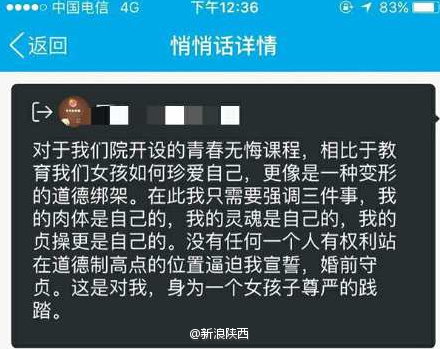 中国电信 4G 下午12:36 83%
返回 悄悄话详情
对于我们院开设的青春无悔课程，相比于教
育我们女孩如何珍爱自己，更像是一种变形
的道德绑架。在此我只需要强调三件事，我
的肉体是自己的，我的灵魂是自己的，我的
贞操更是自己的。没有任何一个人有权利站
在道德制高点的位置逼迫我宣誓，婚前守
贞。这是对我，身为一个女孩子尊严的践
踏。
@新浪陕西